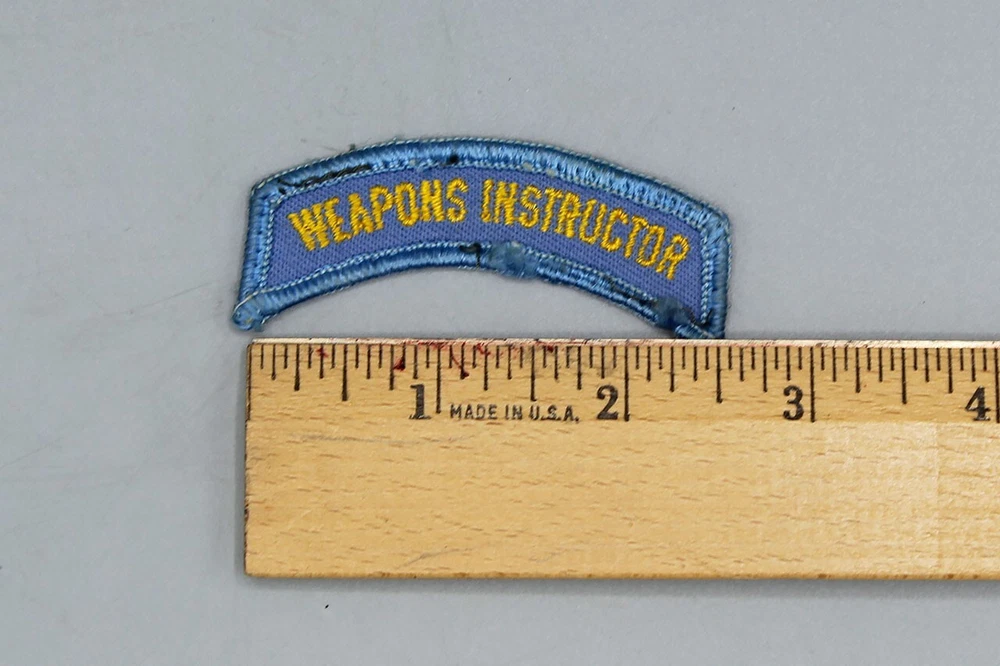 WEAPONS INSTRUCTOR
1 MADE IN U.S.A. 2 3 4